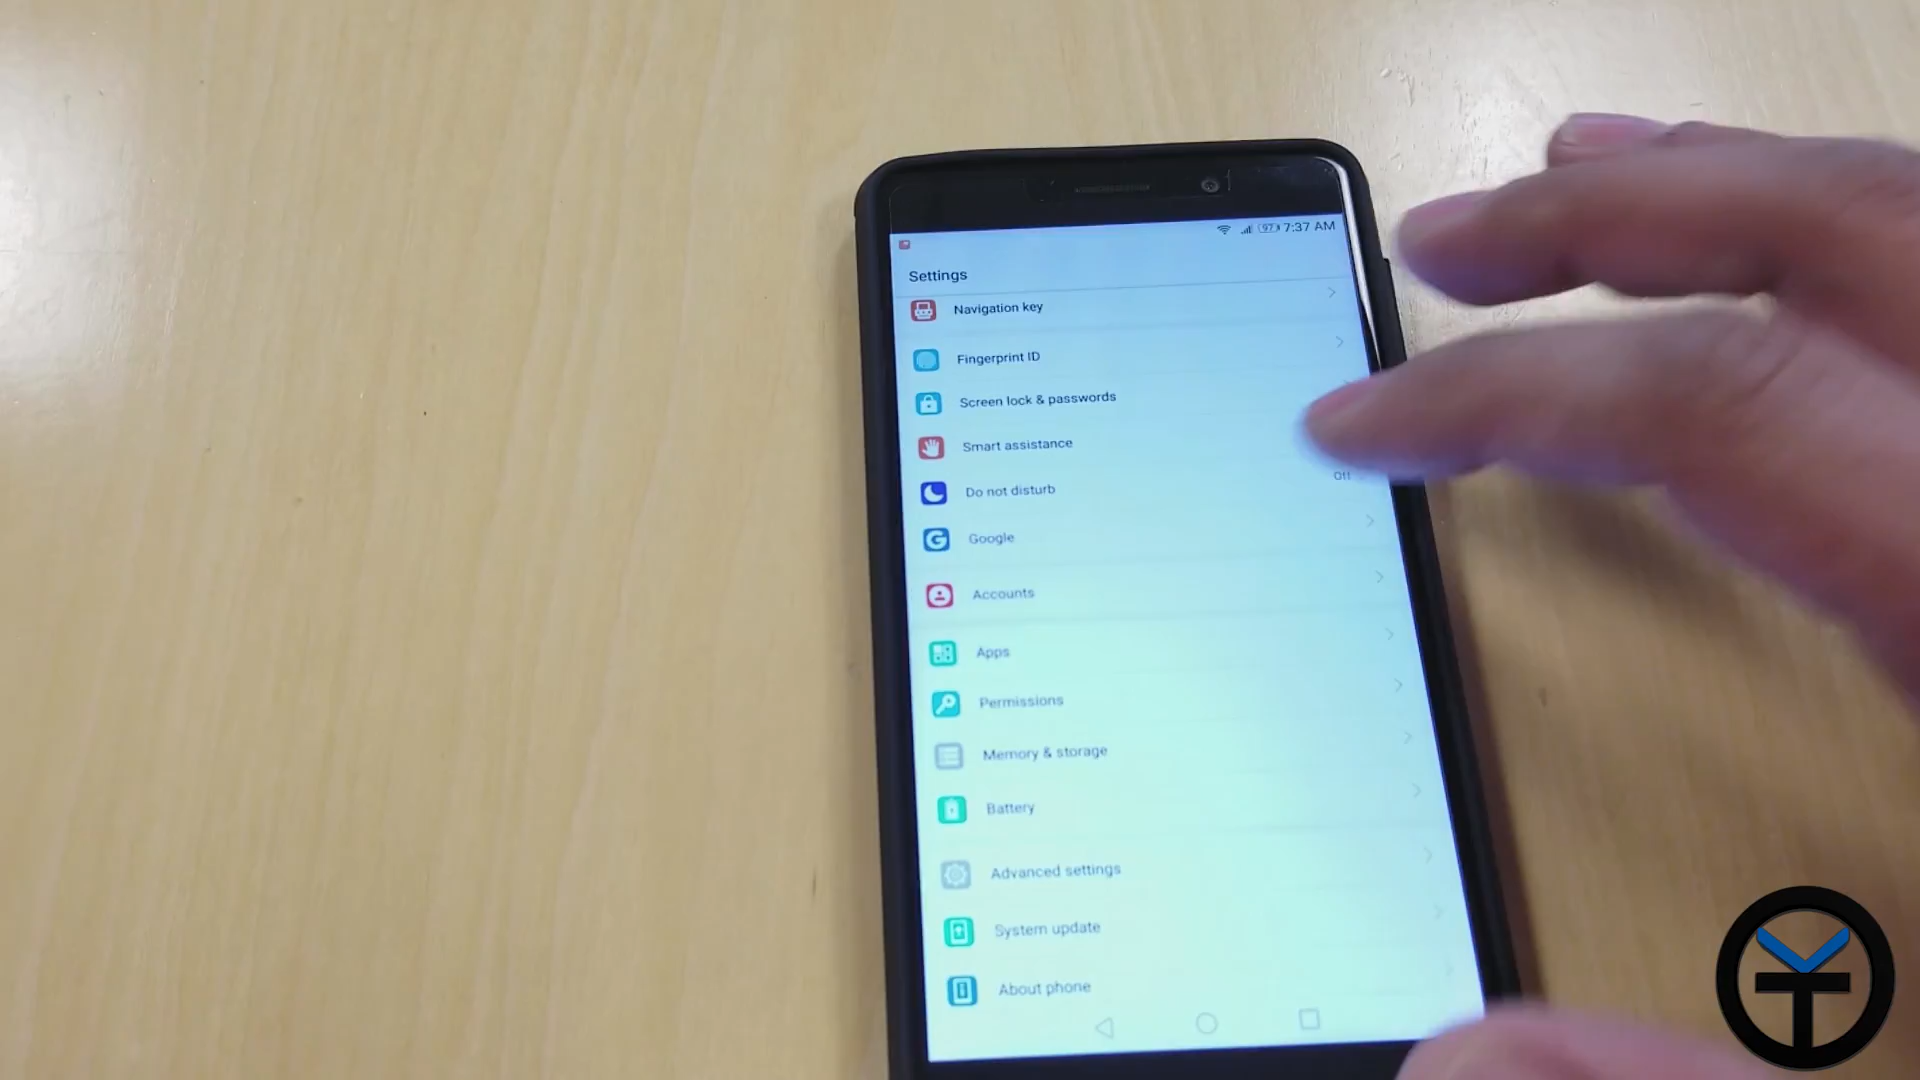 97 7:37 AM
Settings
Navigation key
Fingerprint ID
Screen lock & passwords
Smart assistance
Do not disturb Off
Google
Accounts
Apps
Permissions
Memory & storage
Battery
Advanced settings
System update
About phone